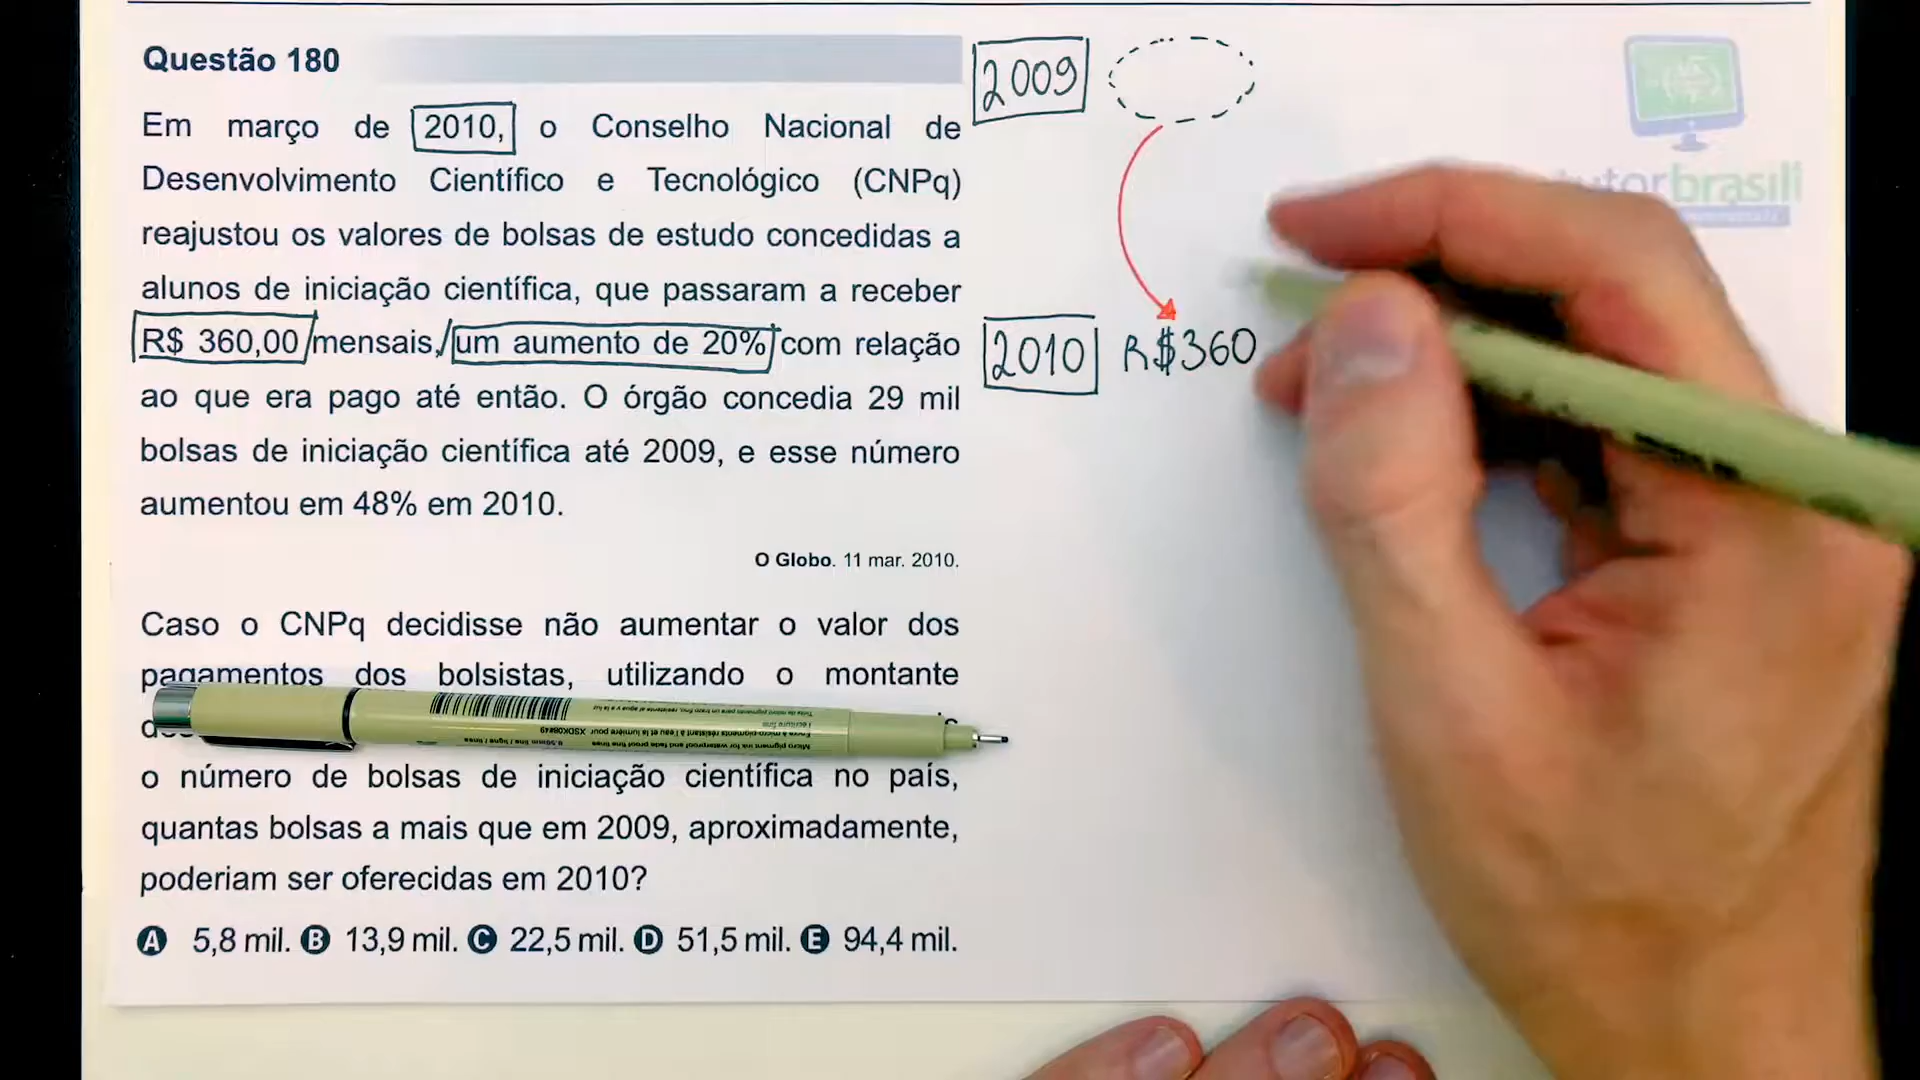 Questão 180
Em março de 2010, o Conselho Nacional de
Desenvolvimento Científico e Tecnológico (CNPq)
reajustou os valores de bolsas de estudo concedidas a
alunos de iniciação científica, que passaram a receber
R$ 360,00 mensais, um aumento de 20% com relação
ao que era pago até então. O órgão concedia 29 mil
bolsas de iniciação científica até 2009, e esse número
aumentou em 48% em 2010.
O Globo. 11 mar. 2010.
Caso o CNPq decidisse não aumentar o valor dos
pagamentos dos bolsistas, utilizando o montante
o número de bolsas de iniciação científica no país,
quantas bolsas a mais que em 2009, aproximadamente,
poderiam ser oferecidas em 2010?
A 5,8 mil. B 13,9 mil. C 22,5 mil. D 51,5 mil. E 94,4 mil.
2009
2010 R$360
tutorbrasil
XSDK08#49